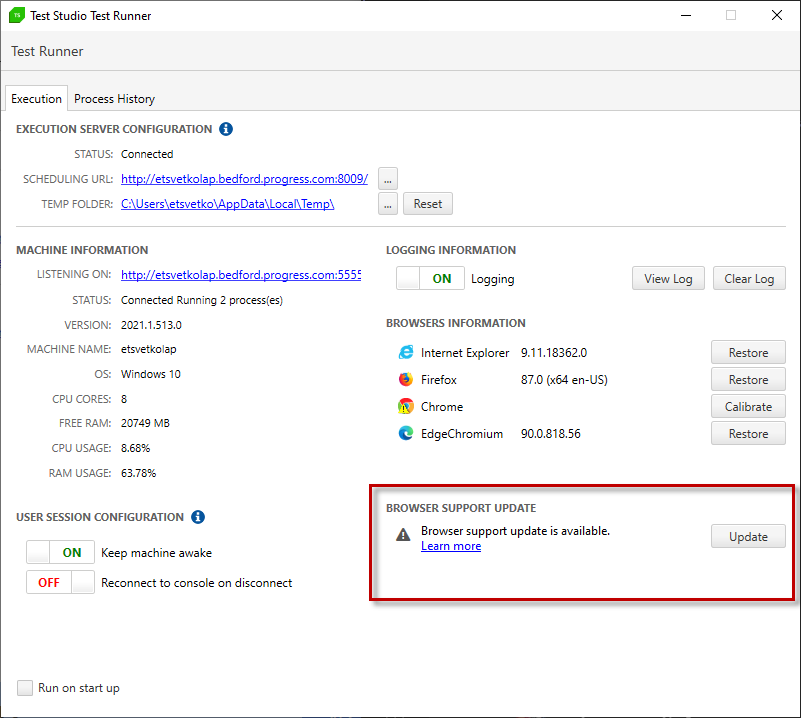 Test Studio Test Runner
Test Runner
Execution Process History
EXECUTION SERVER CONFIGURATION
STATUS: Connected
SCHEDULING URL: http://etsvetkolap.bedford.progress.com:8009/ ...
TEMP FOLDER: C:\Users\etsvetko\AppData\Local\Temp\ ... Reset
MACHINE INFORMATION
LISTENING ON: http://etsvetkolap.bedford.progress.com:5555
STATUS: Connected Running 2 process(es)
VERSION: 2021.1.513.0
MACHINE NAME: etsvetkolap
OS: Windows 10
CPU CORES: 8
FREE RAM: 20749 MB
CPU USAGE: 8.68%
RAM USAGE: 63.78%
LOGGING INFORMATION
ON Logging View Log Clear Log
BROWSERS INFORMATION
Internet Explorer 9.11.18362.0 Restore
Firefox 87.0 (x64 en-US) Restore
Chrome Calibrate
EdgeChromium 90.0.818.56 Restore
USER SESSION CONFIGURATION
ON Keep machine awake
OFF Reconnect to console on disconnect
BROWSER SUPPORT UPDATE
Browser support update is available. Update
Learn more
Run on start up